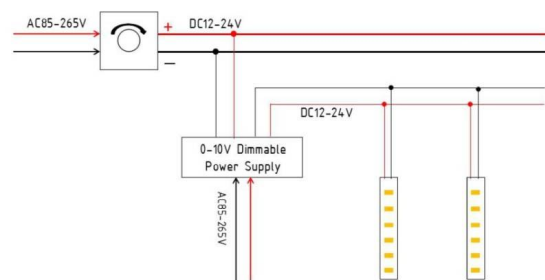 AC85-265V
+
DC12-24V
−
DC12-24V
0-10V Dimmable
Power Supply
AC85-265V